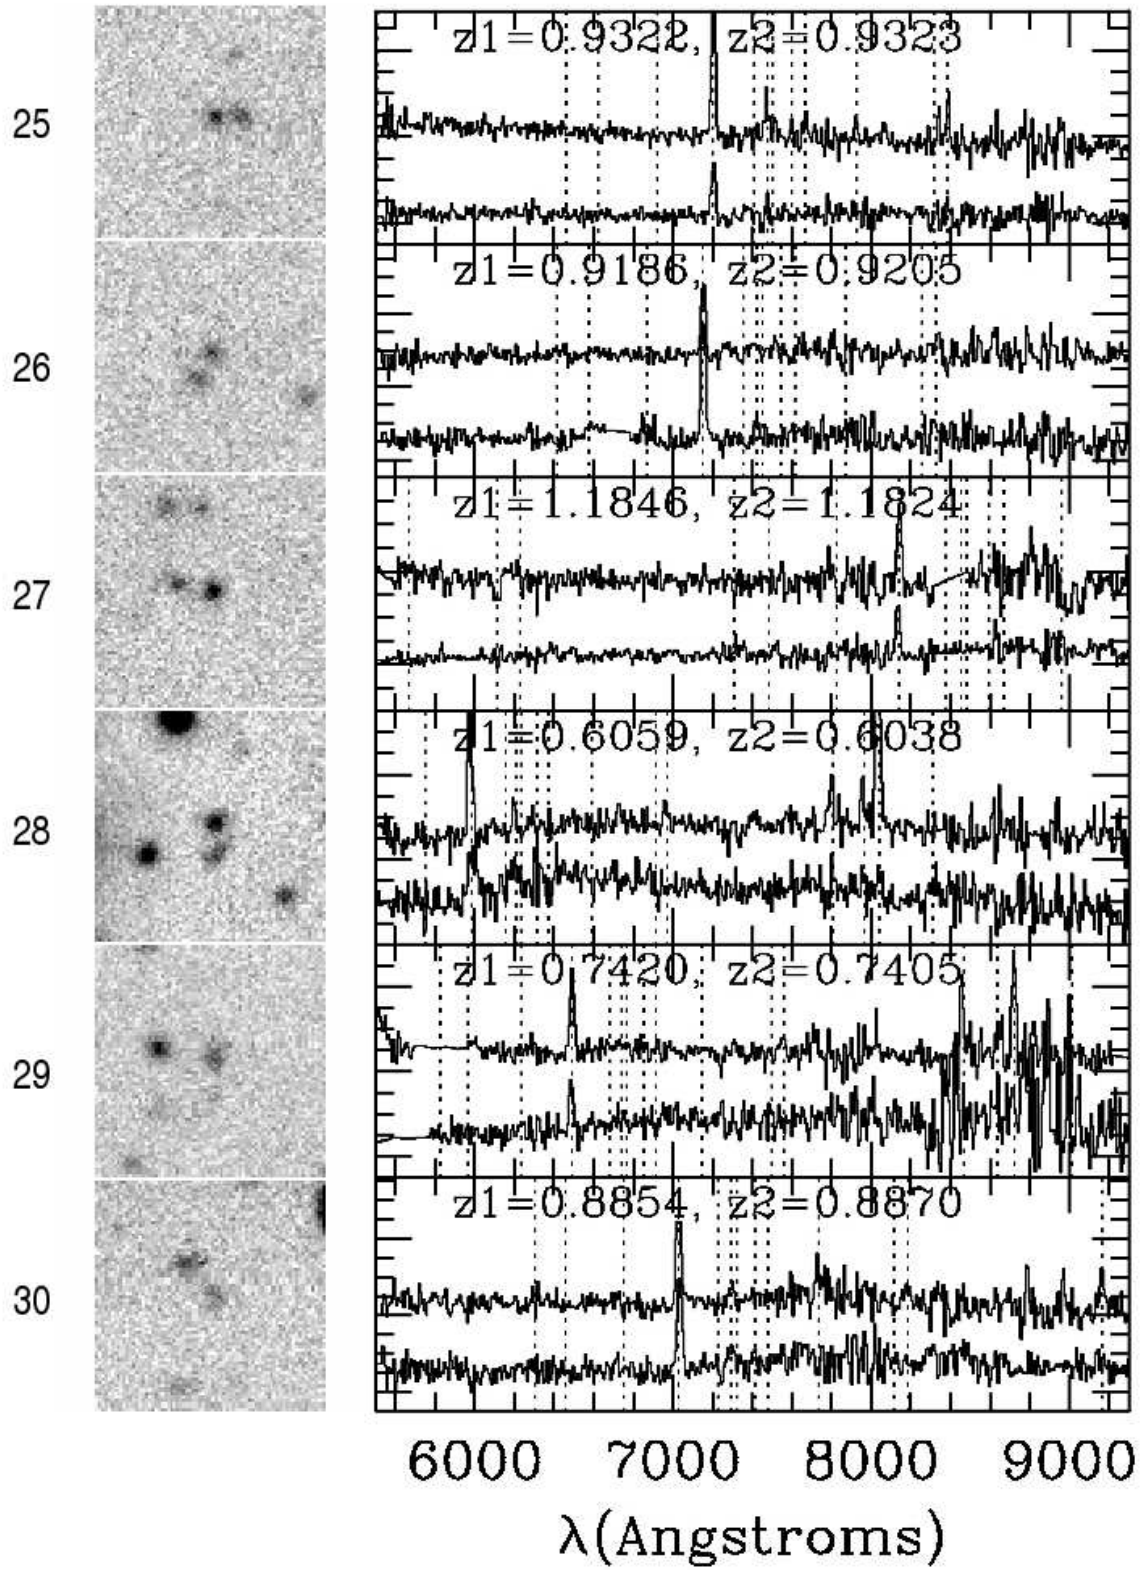 25
z1=0.9322, z2=0.9323
26
z1=0.9186, z2=0.9205
27
z1=1.1846, z2=1.1824
28
z1=0.6059, z2=0.6038
29
z1=0.7420, z2=0.7405
30
z1=0.8854, z2=0.8870
6000 7000 8000 9000
λ(Angstroms)